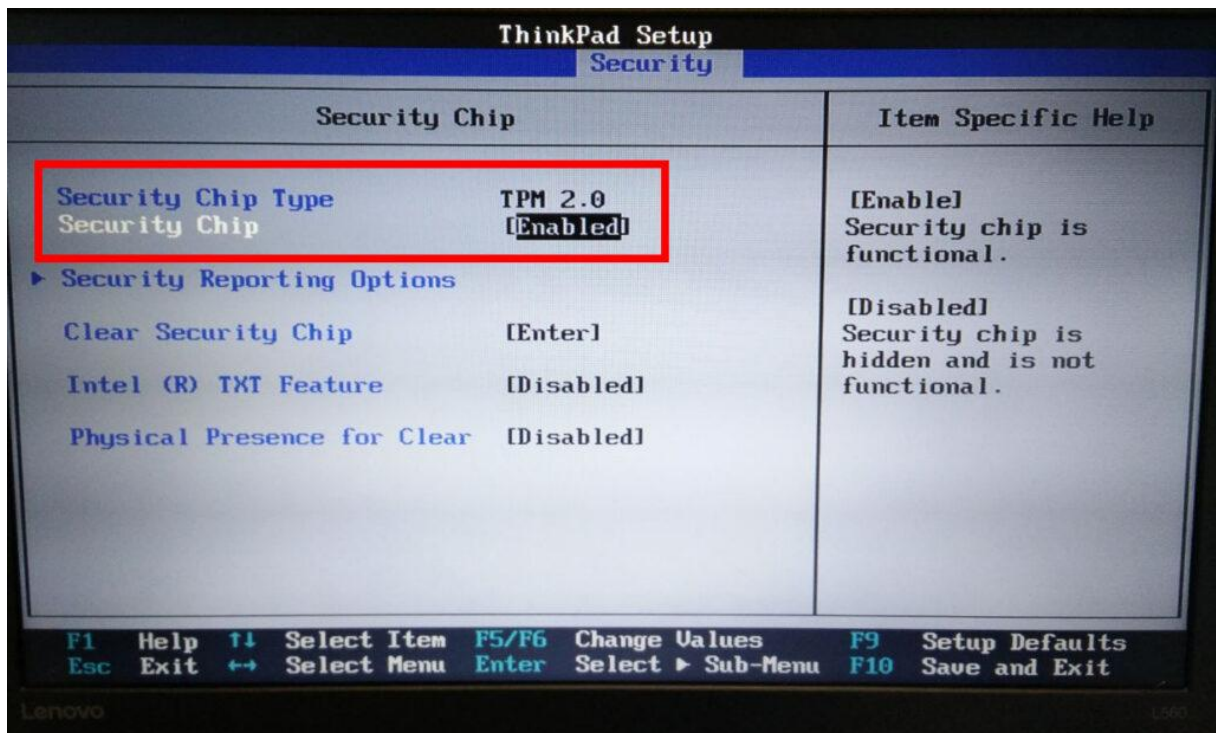 ThinkPad Setup
Security
Security Chip
Item Specific Help
Security Chip Type TPM 2.0
Security Chip [Enabled]
▶ Security Reporting Options
Clear Security Chip [Enter]
Intel (R) TXT Feature [Disabled]
Physical Presence for Clear [Disabled]
[Enable]
Security chip is
functional.
[Disabled]
Security chip is
hidden and is not
functional.
F1 Help ↑↓ Select Item F5/F6 Change Values F9 Setup Defaults
Esc Exit ←→ Select Menu Enter Select ▶ Sub-Menu F10 Save and Exit
Lenovo
L560